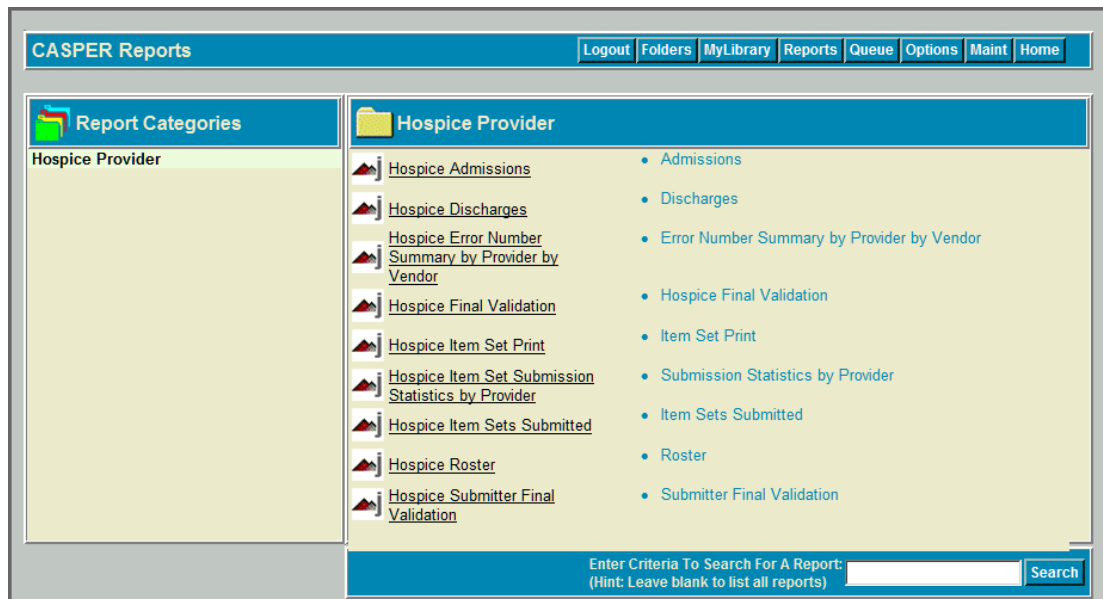 CASPER Reports
Logout Folders MyLibrary Reports Queue Options Maint Home
Report Categories
Hospice Provider
Hospice Provider
Hospice Admissions
• Admissions
Hospice Discharges
• Discharges
Hospice Error Number
Summary by Provider by
Vendor
• Error Number Summary by Provider by Vendor
Hospice Final Validation
• Hospice Final Validation
Hospice Item Set Print
• Item Set Print
Hospice Item Set Submission
Statistics by Provider
• Submission Statistics by Provider
Hospice Item Sets Submitted
• Item Sets Submitted
Hospice Roster
• Roster
Hospice Submitter Final
Validation
• Submitter Final Validation
Enter Criteria To Search For A Report:
(Hint: Leave blank to list all reports)
Search